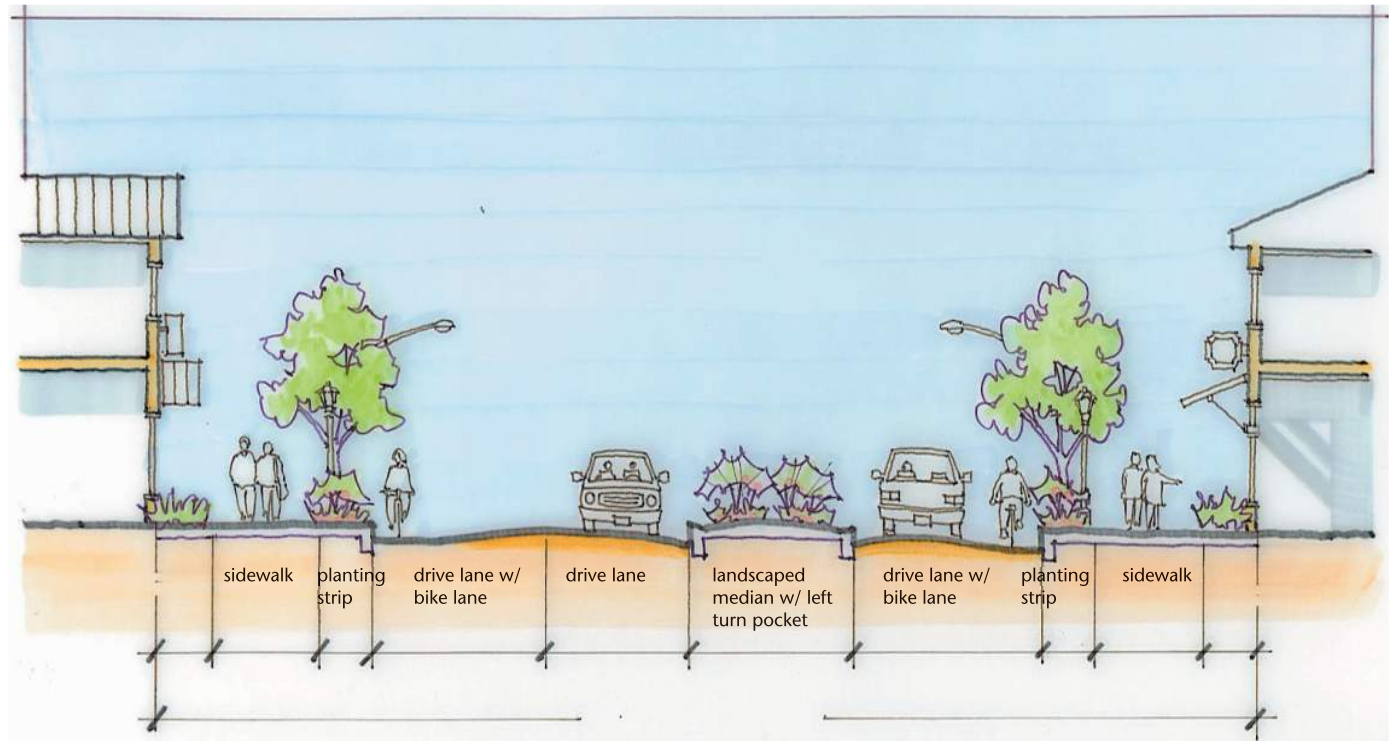 sidewalk
planting
strip
drive lane w/
bike lane
drive lane
landscaped
median w/ left
turn pocket
drive lane w/
bike lane
planting
strip
sidewalk